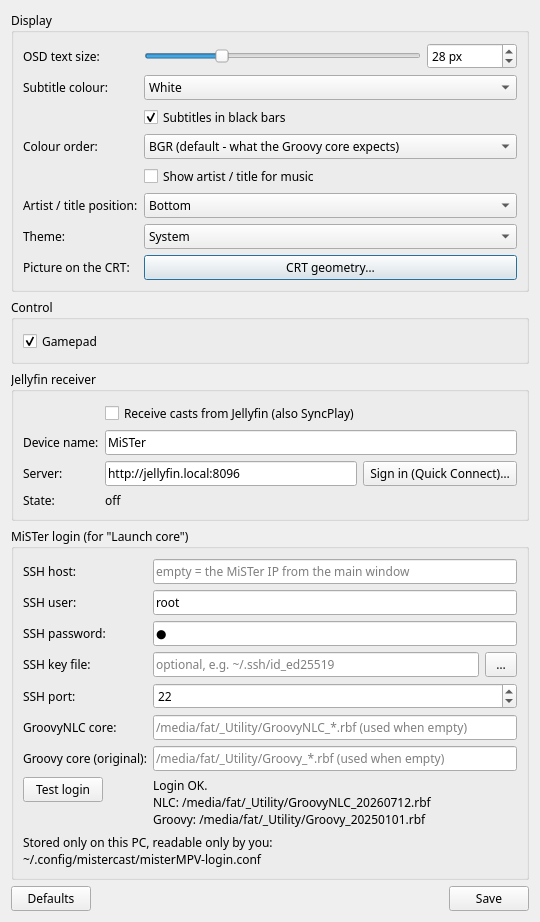 Display
OSD text size: 28 px
Subtitle colour: White
Subtitles in black bars
Colour order: BGR (default - what the Groovy core expects)
Show artist / title for music
Artist / title position: Bottom
Theme: System
Picture on the CRT: CRT geometry...
Control
Gamepad
Jellyfin receiver
Receive casts from Jellyfin (also SyncPlay)
Device name: MiSTer
Server: http://jellyfin.local:8096 Sign in (Quick Connect)...
State: off
MiSTer login (for "Launch core")
SSH host: empty = the MiSTer IP from the main window
SSH user: root
SSH password: ●
SSH key file: optional, e.g. ~/.ssh/id_ed25519 ...
SSH port: 22
GroovyNLC core: /media/fat/_Utility/GroovyNLC_*.rbf (used when empty)
Groovy core (original): /media/fat/_Utility/Groovy_*.rbf (used when empty)
Test login Login OK.
NLC: /media/fat/_Utility/GroovyNLC_20260712.rbf
Groovy: /media/fat/_Utility/Groovy_20250101.rbf
Stored only on this PC, readable only by you:
~/.config/mistercast/misterMPV-login.conf
Defaults Save